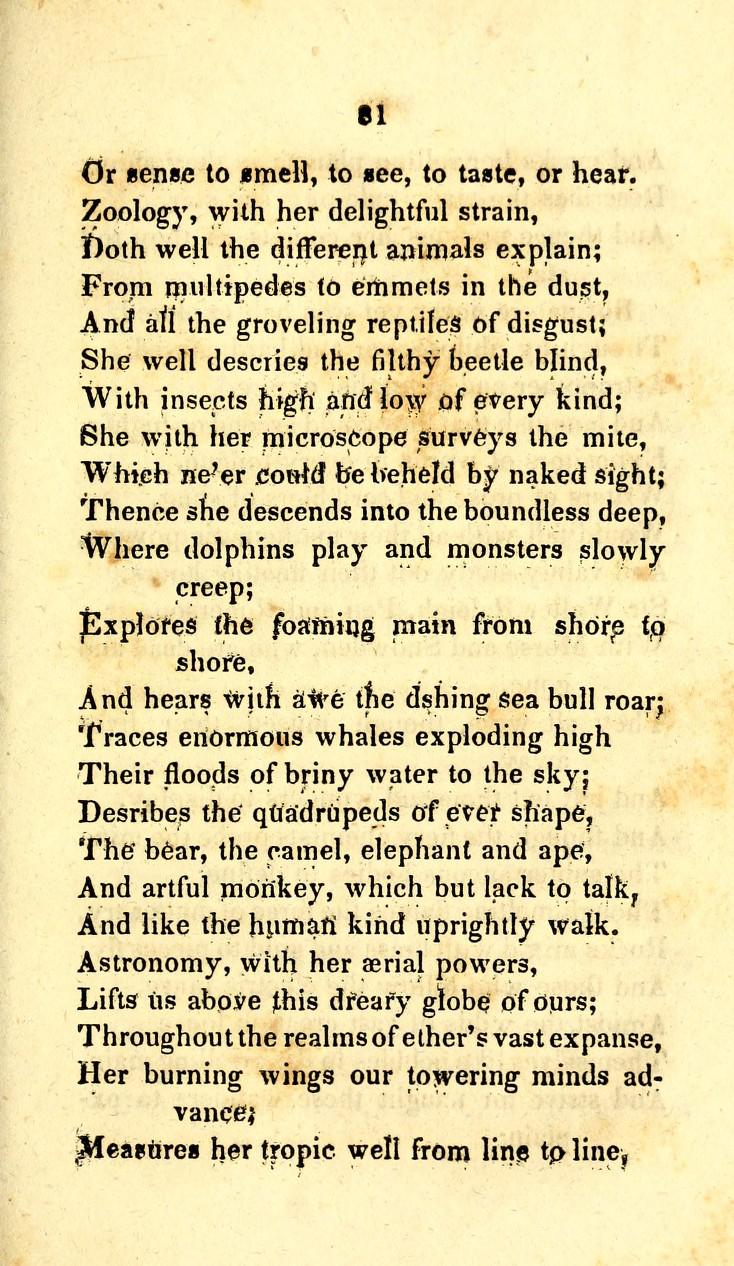 81
Or sense to smell, to see, to taste, or hear.
Zoology, with her delightful strain,
Doth well the different animals explain;
From multipedes to emmets in the dust,
And all the groveling reptiles of disgust;
She well descries the filthy beetle blind,
With insects high and low of every kind;
She with her microscope surveys the mite,
Which ne'er could be beheld by naked sight;
Thence she descends into the boundless deep,
Where dolphins play and monsters slowly
creep;
Explores the foaming main from shore to
shore,
And hears with awe the dshing sea bull roar;
Traces enormous whales exploding high
Their floods of briny water to the sky;
Desribes the quadrupeds of ever shape,
The bear, the camel, elephant and ape,
And artful monkey, which but lack to talk,
And like the human kind uprightly walk.
Astronomy, with her ærial powers,
Lifts us above this dreary globe of ours;
Throughout the realms of ether's vast expanse,
Her burning wings our towering minds ad-
vance;
Measures her tropic well from line to line,